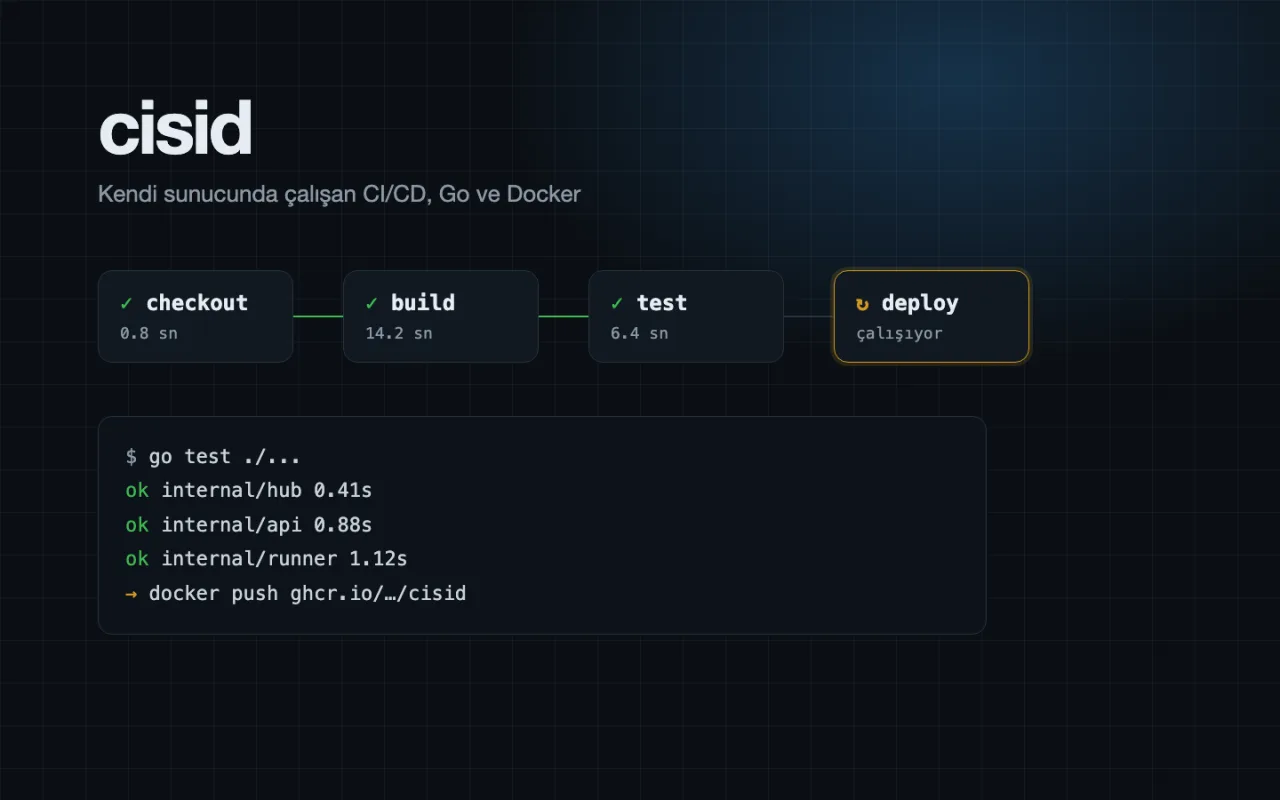 cisid
Kendi sunucunda çalışan CI/CD, Go ve Docker
✓ checkout
0.8 sn
✓ build
14.2 sn
✓ test
6.4 sn
↻ deploy
çalışıyor
$ go test ./...
ok internal/hub 0.41s
ok internal/api 0.88s
ok internal/runner 1.12s
→ docker push ghcr.io/…/cisid